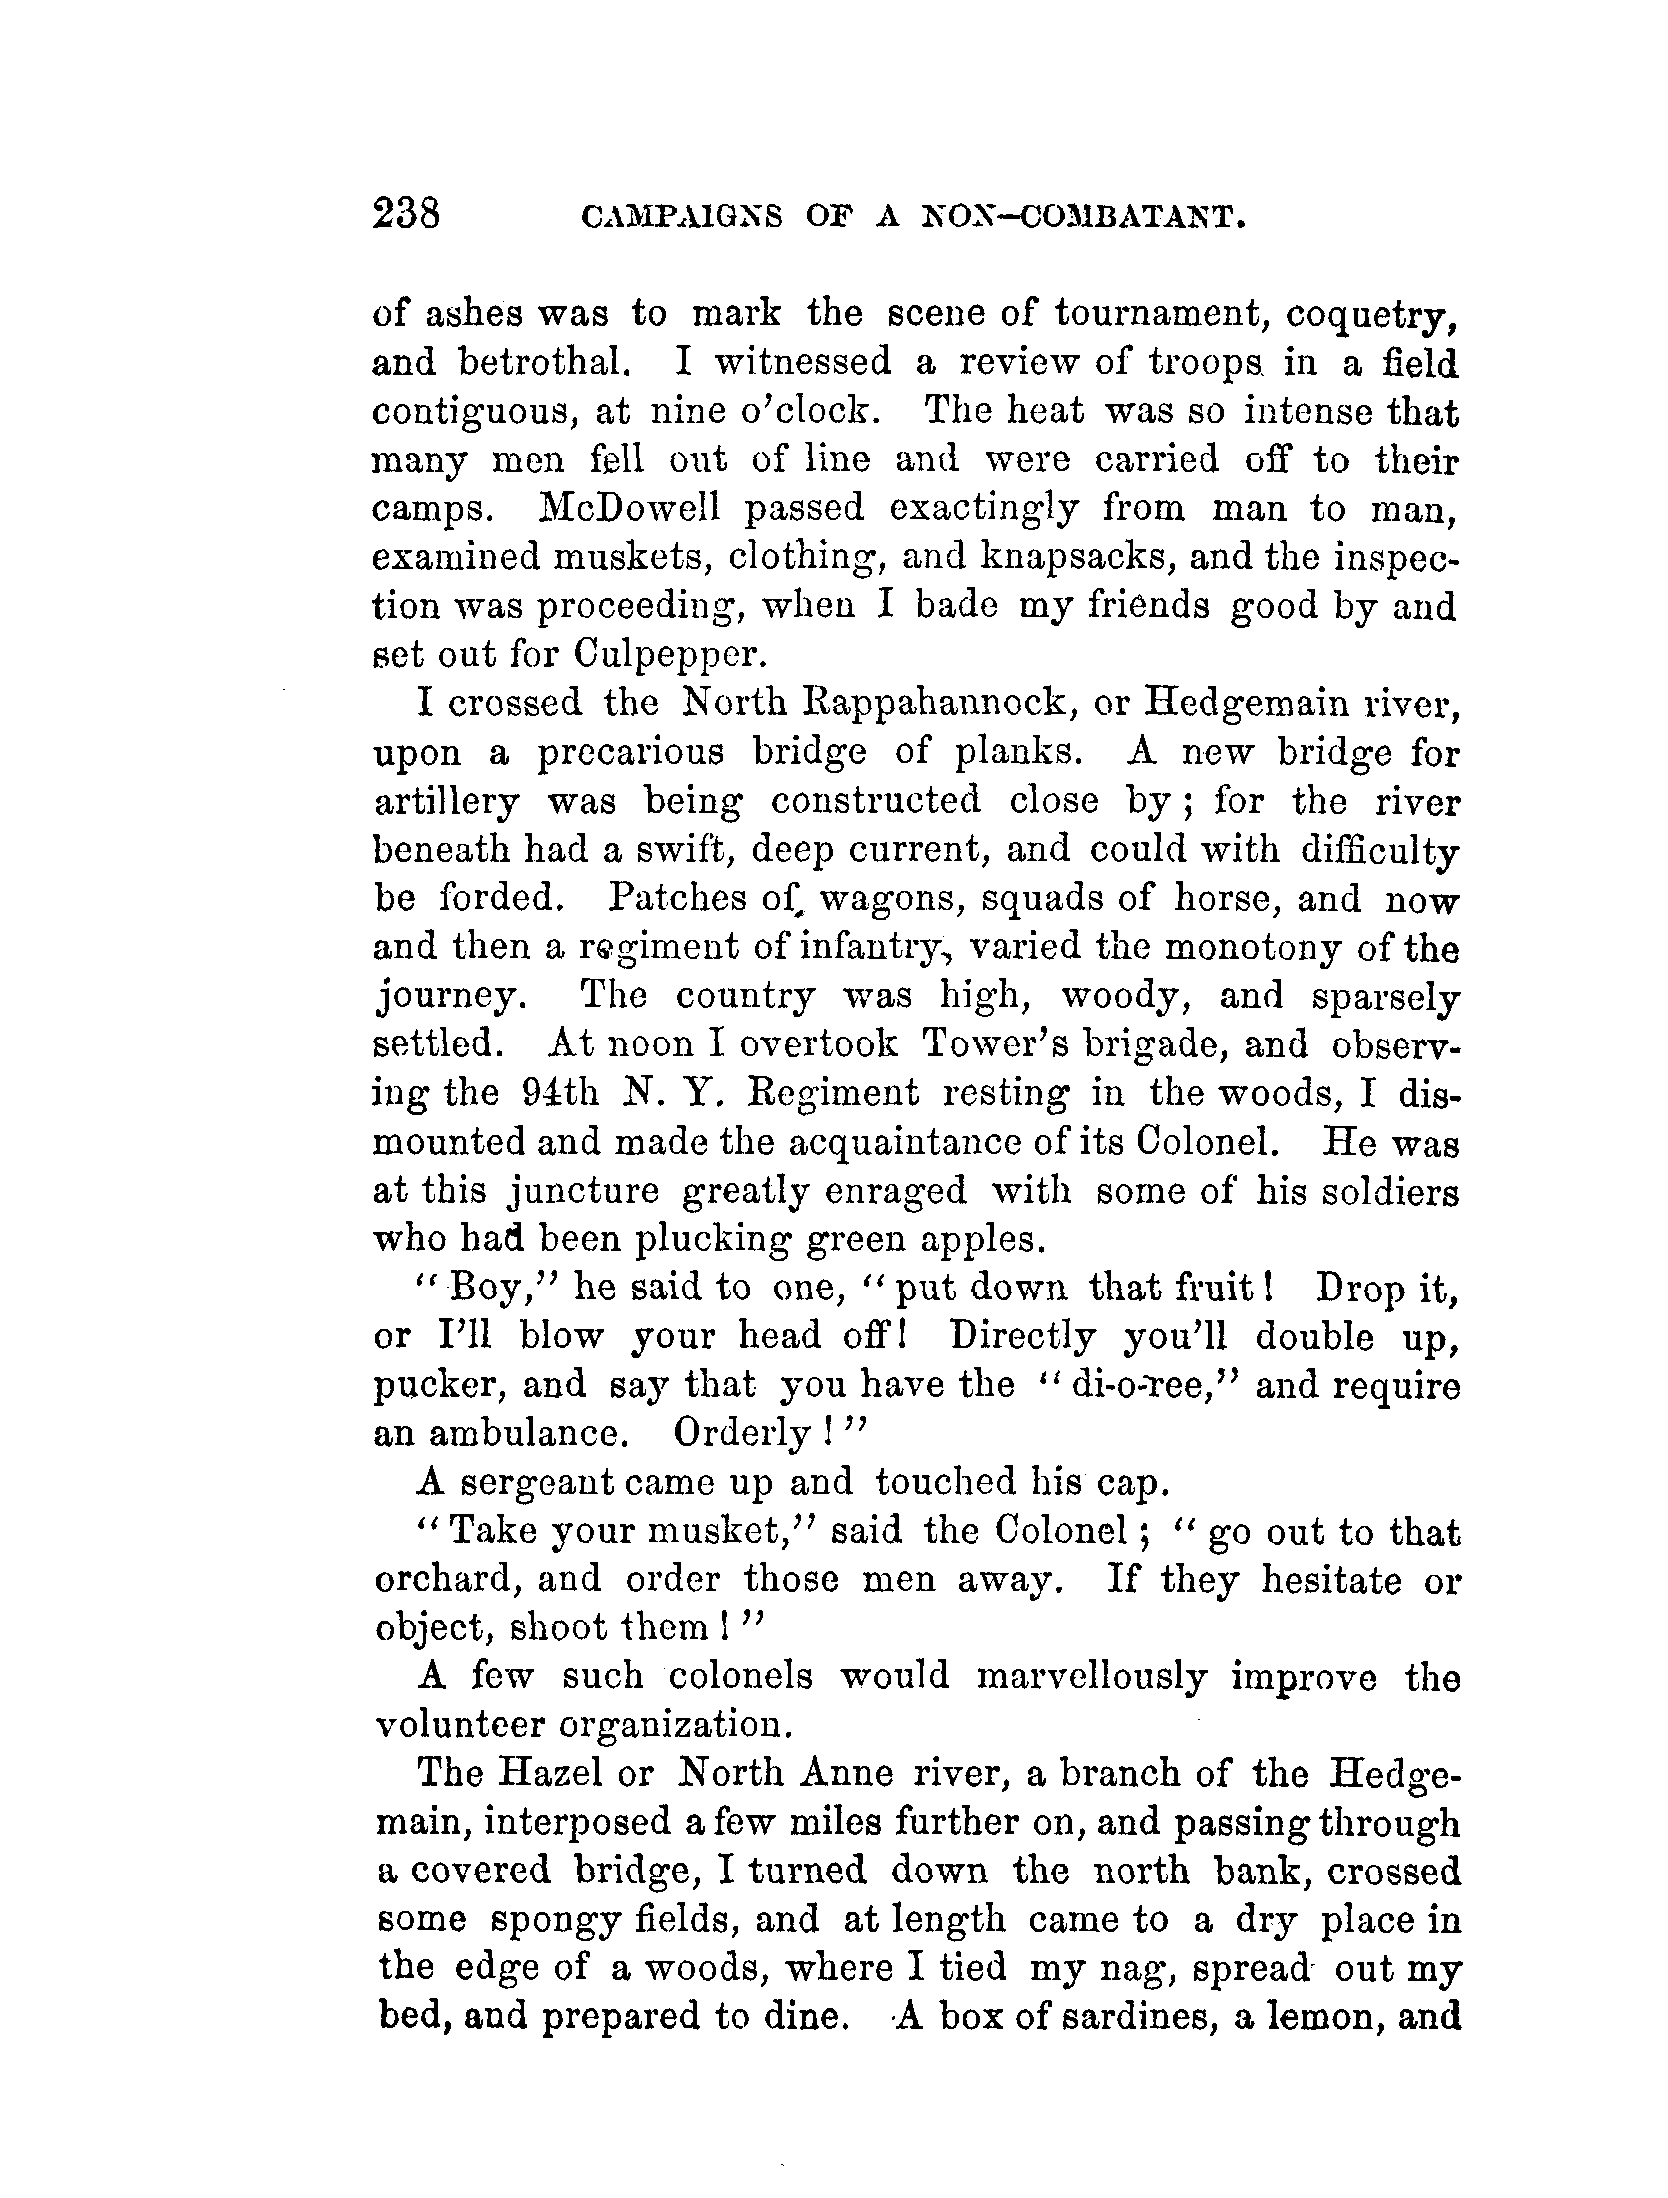 238 CAMPAIGNS OF A NON-COMBATANT.
of ashes was to mark the scene of tournament, coquetry,
and betrothal. I witnessed a review of troops in a field
contiguous, at nine o'clock. The heat was so intense that
many men fell out of line and were carried off to their
camps. McDowell passed exactingly from man to man,
examined muskets, clothing, and knapsacks, and the inspec-
tion was proceeding, when I bade my friends good by and
set out for Culpepper.
I crossed the North Rappahannock, or Hedgemain river,
upon a precarious bridge of planks. A new bridge for
artillery was being constructed close by; for the river
beneath had a swift, deep current, and could with difficulty
be forded. Patches of wagons, squads of horse, and now
and then a regiment of infantry, varied the monotony of the
journey. The country was high, woody, and sparsely
settled. At noon I overtook Tower's brigade, and observ-
ing the 94th N. Y. Regiment resting in the woods, I dis-
mounted and made the acquaintance of its Colonel. He was
at this juncture greatly enraged with some of his soldiers
who had been plucking green apples.
"Boy," he said to one, "put down that fruit! Drop it,
or I'll blow your head off! Directly you'll double up,
pucker, and say that you have the "di-o-ree," and require
an ambulance. Orderly!"
A sergeant came up and touched his cap.
"Take your musket," said the Colonel; "go out to that
orchard, and order those men away. If they hesitate or
object, shoot them!"
A few such colonels would marvellously improve the
volunteer organization.
The Hazel or North Anne river, a branch of the Hedge-
main, interposed a few miles further on, and passing through
a covered bridge, I turned down the north bank, crossed
some spongy fields, and at length came to a dry place in
the edge of a woods, where I tied my nag, spread out my
bed, and prepared to dine. A box of sardines, a lemon, and